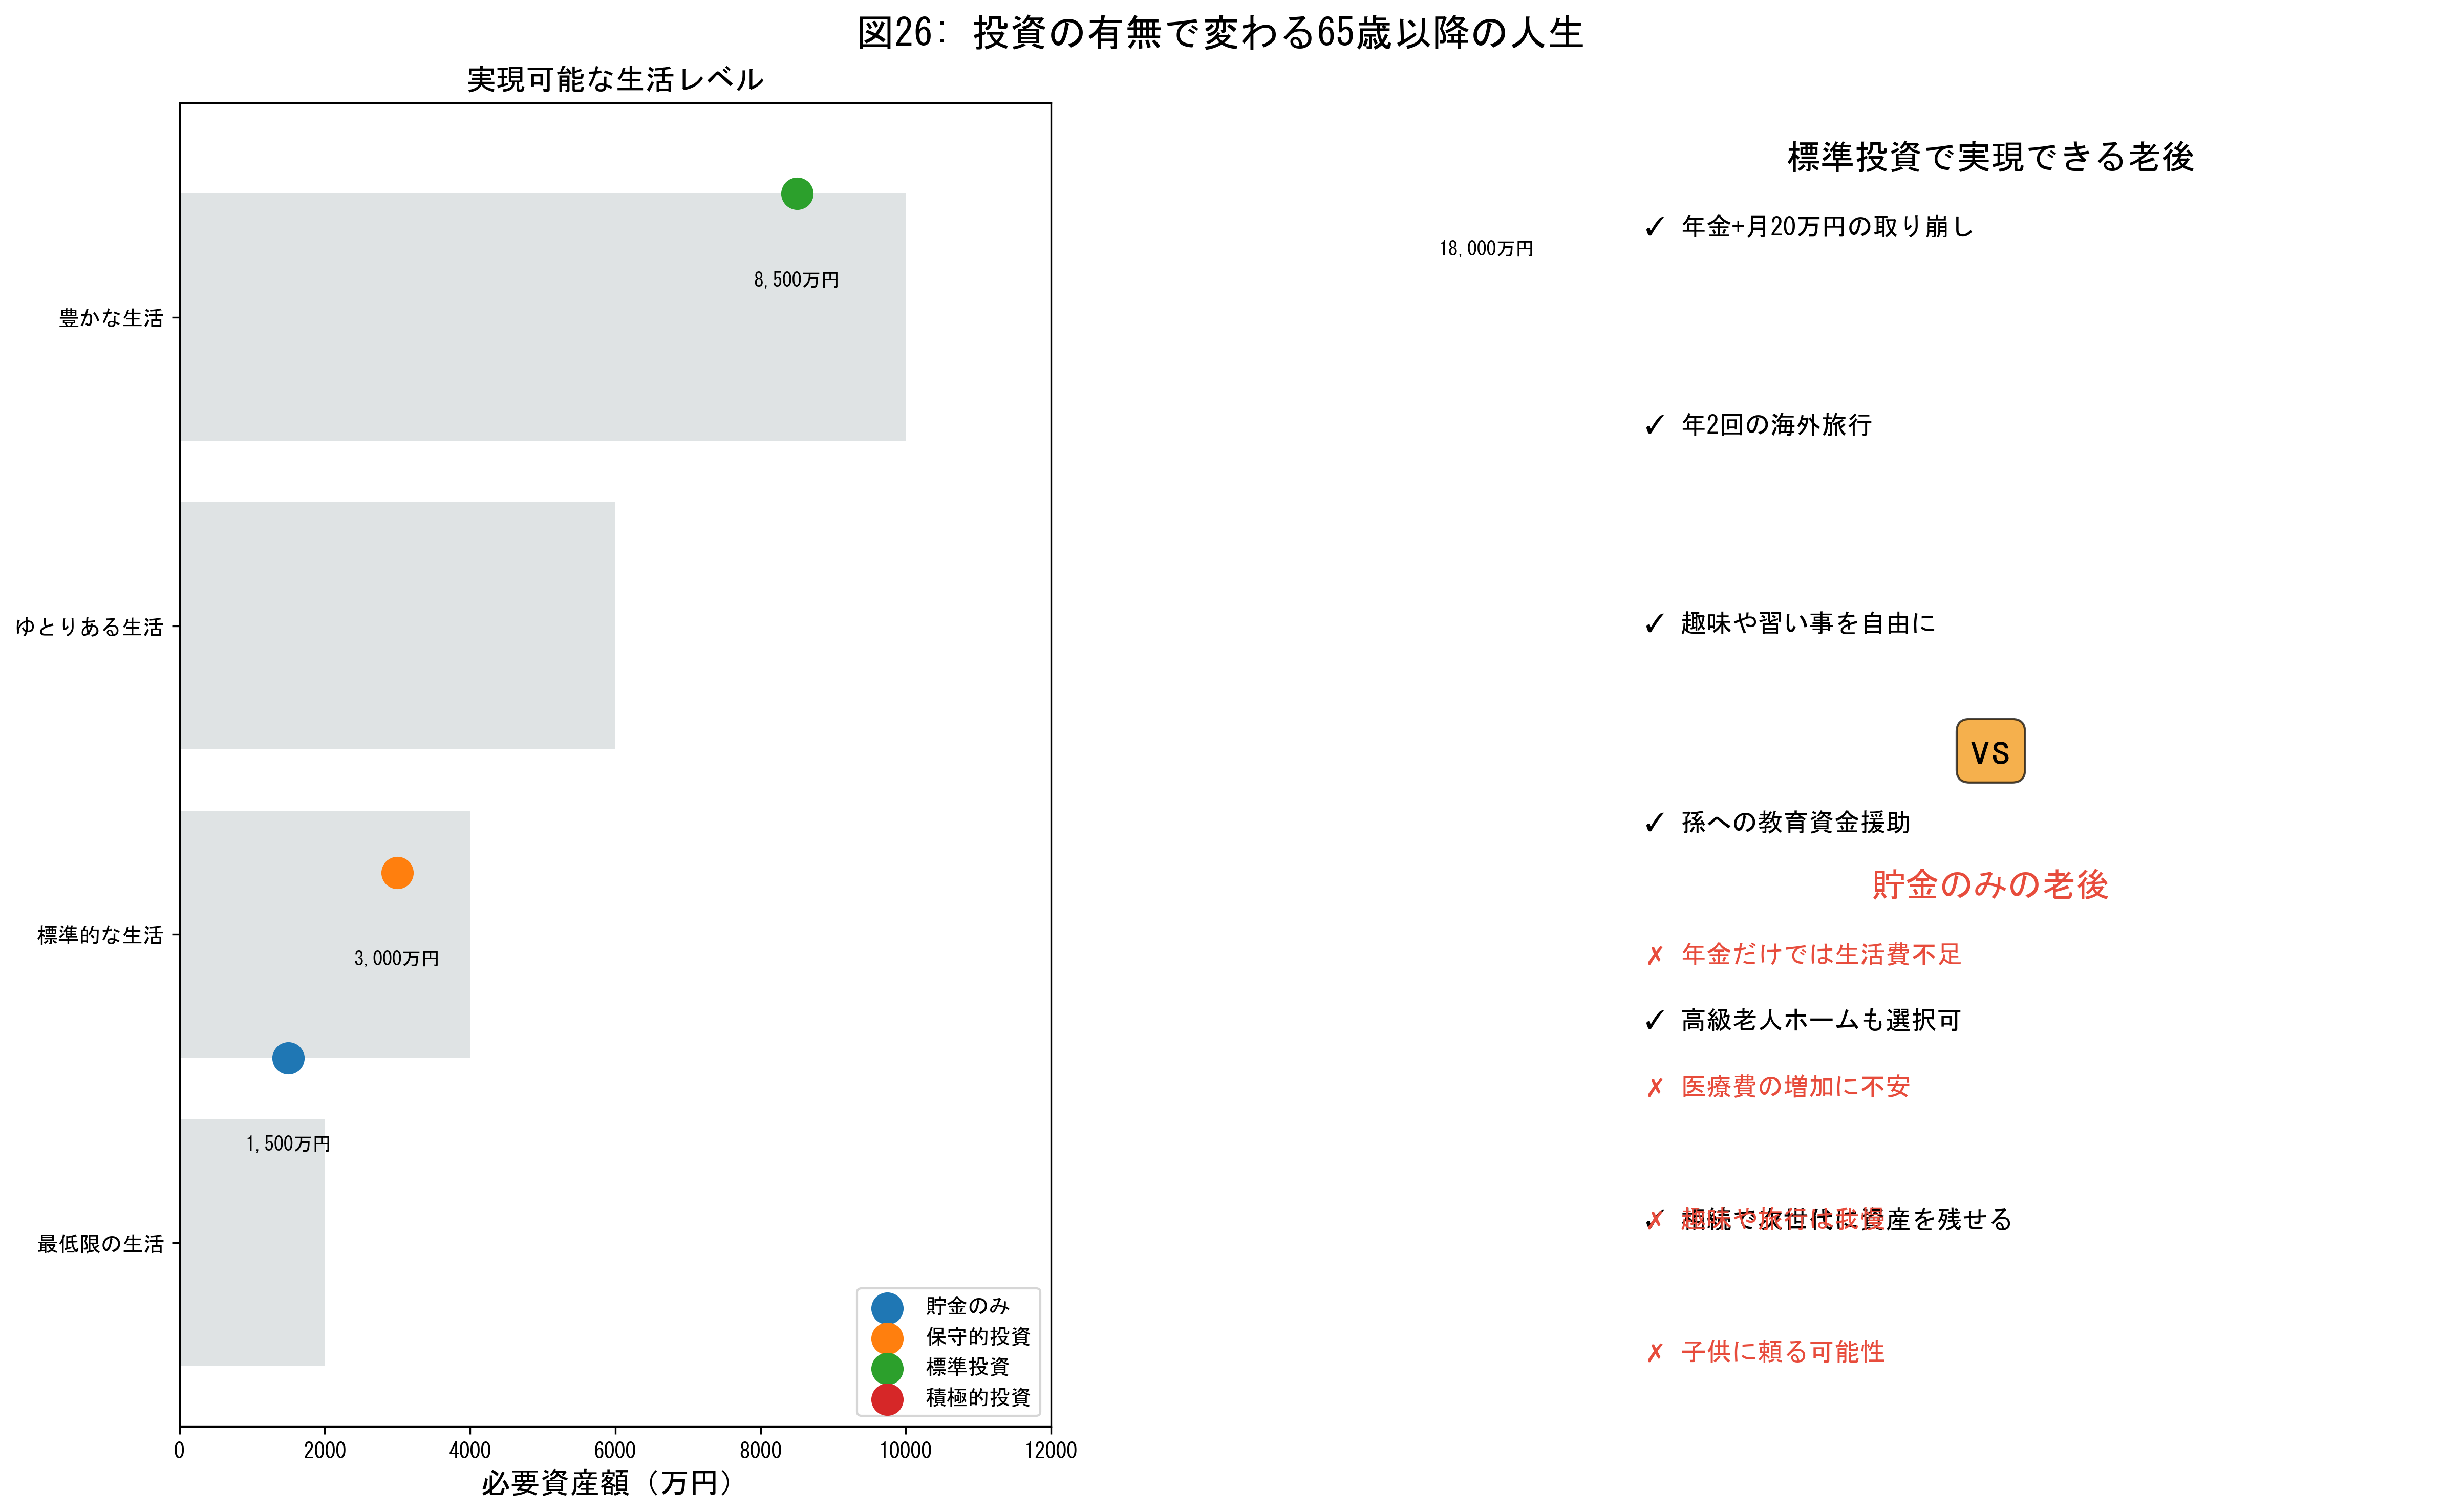 図26: 投資の有無で変わる65歳以降の人生
実現可能な生活レベル
豊かな生活
ゆとりある生活
標準的な生活
最低限の生活
8,500万円
3,000万円
1,500万円
18,000万円
貯金のみ
保守的投資
標準投資
積極的投資
0 2000 4000 6000 8000 10000 12000
必要資産額（万円）
標準投資で実現できる老後
✓ 年金+月20万円の取り崩し
✓ 年2回の海外旅行
✓ 趣味や習い事を自由に
VS
✓ 孫への教育資金援助
貯金のみの老後
✗ 年金だけでは生活費不足
✓ 高級老人ホームも選択可
✗ 医療費の増加に不安
✓ 相続で次世代に資産を残せる
✗ 趣味や旅行は我慢
✗ 子供に頼る可能性